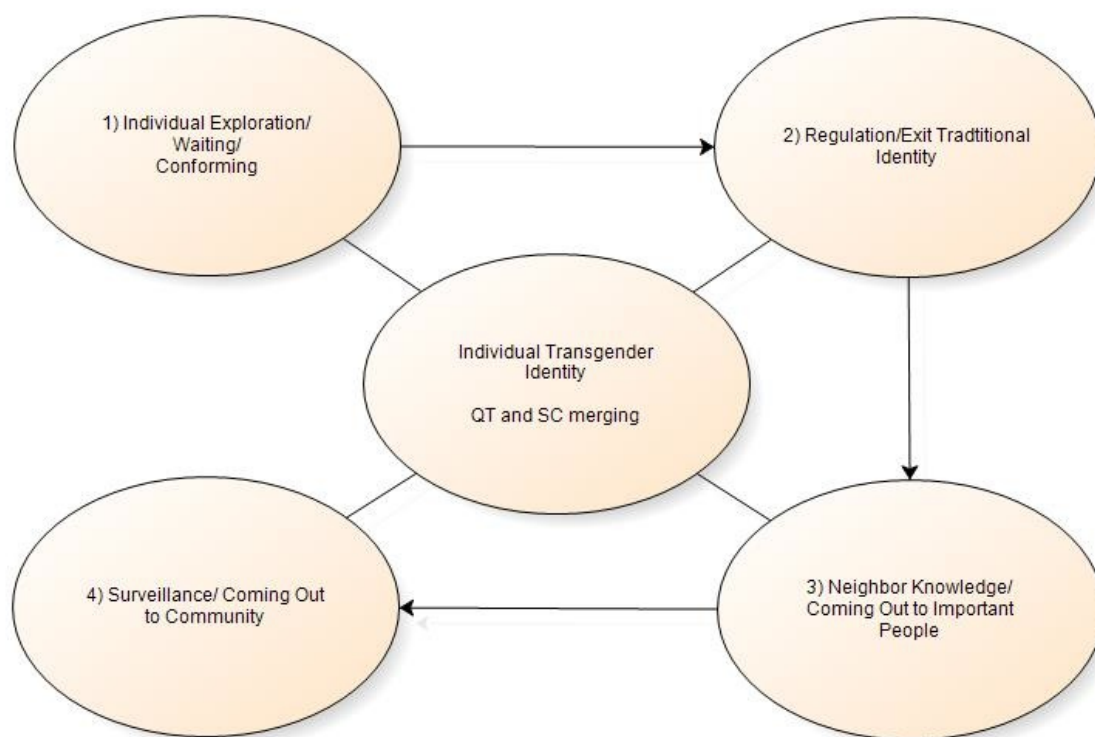 1) Individual Exploration/
Waiting/
Conforming
2) Regulation/Exit Tradtitional
Identity
Individual Transgender
Identity
QT and SC merging
4) Surveillance/ Coming Out
to Community
3) Neighbor Knowledge/
Coming Out to Important
People